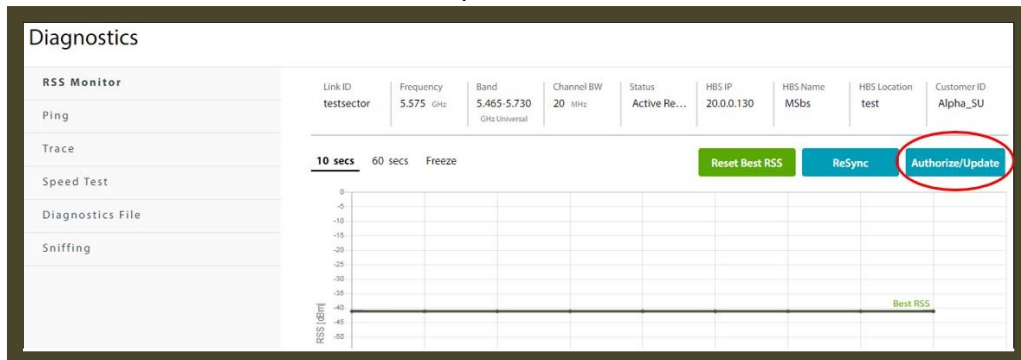 Diagnostics
RSS Monitor
Ping
Trace
Speed Test
Diagnostics File
Sniffing
Link ID Frequency Band Channel BW Status HBS IP HBS Name HBS Location Customer ID
testsector 5.575 GHz 5.465-5.730 20 MHz Active Re... 20.0.0.130 MSbs test Alpha_SU
GHz Universal
10 secs 60 secs Freeze Reset Best RSS ReSync Authorize/Update
0
-5
-10
-15
-20
-25
-30
-35
-40
-45
-50
RSS [dBm]
Best RSS